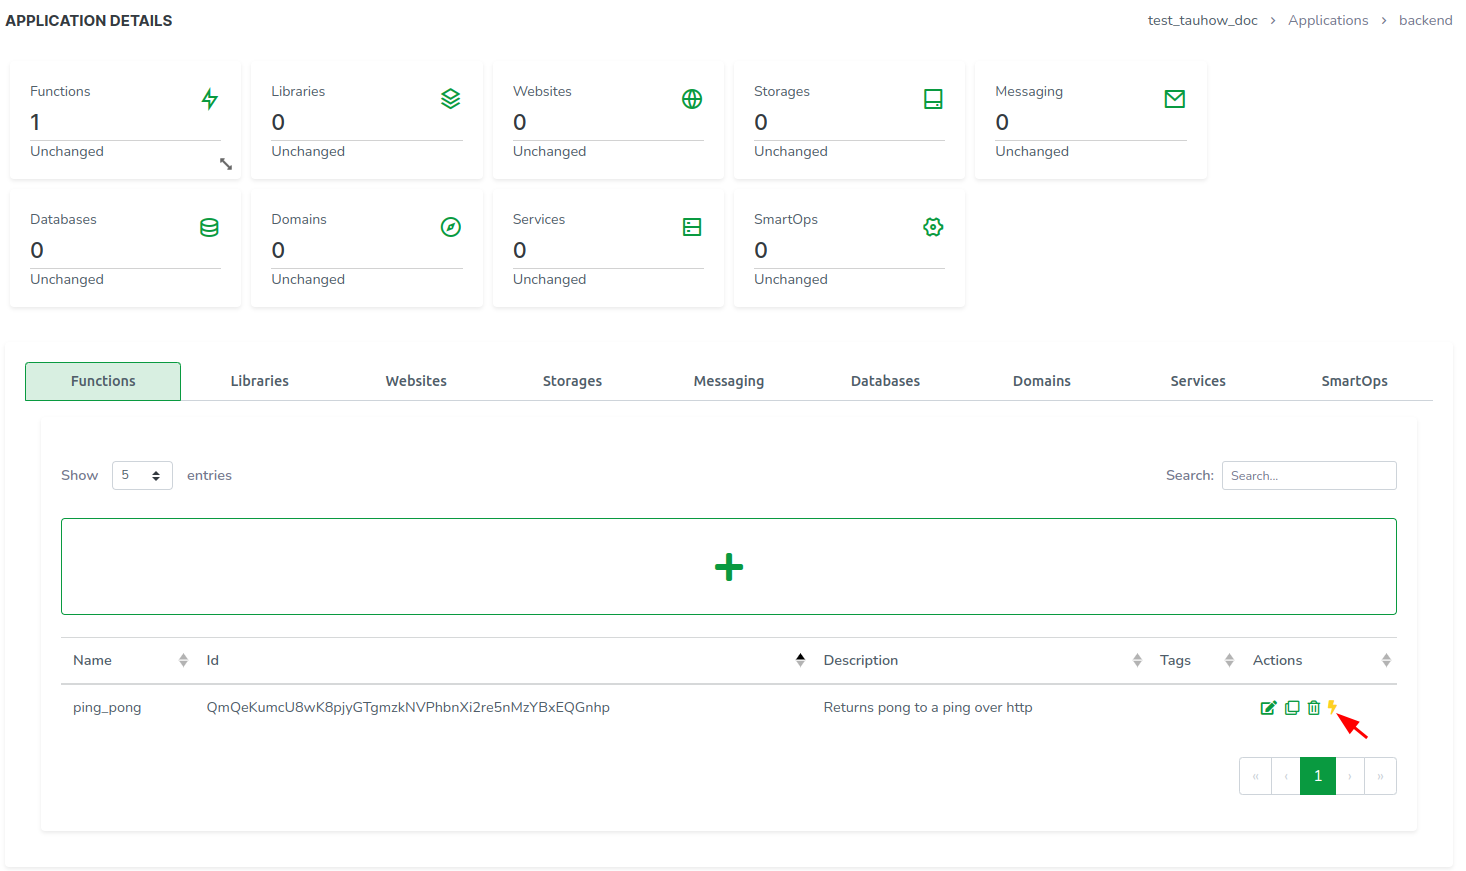 APPLICATION DETAILS
test_tauhow_doc > Applications > backend
Functions
1
Unchanged
Libraries
0
Unchanged
Websites
0
Unchanged
Storages
0
Unchanged
Messaging
0
Unchanged
Databases
0
Unchanged
Domains
0
Unchanged
Services
0
Unchanged
SmartOps
0
Unchanged
Functions Libraries Websites Storages Messaging Databases Domains Services SmartOps
Show 5 entries Search: Search...
Name Id Description Tags Actions
ping_pong QmQeKumcU8wK8pjyGTgmzkNVPhbnXi2re5nMzYBxEQGnhp Returns pong to a ping over http
« ‹ 1 › »